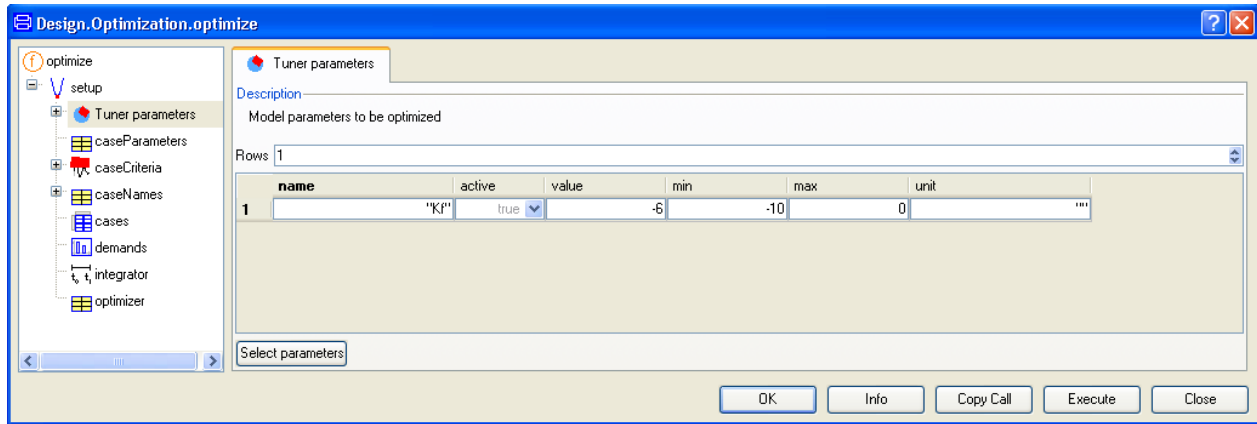 Design.Optimization.optimize
optimize
setup
Tuner parameters
caseParameters
caseCriteria
caseNames
cases
demands
integrator
optimizer
Tuner parameters
Description
Model parameters to be optimized
Rows 1
name active value min max unit
1 "Kf" true -6 -10 0 ""
Select parameters
OK Info Copy Call Execute Close